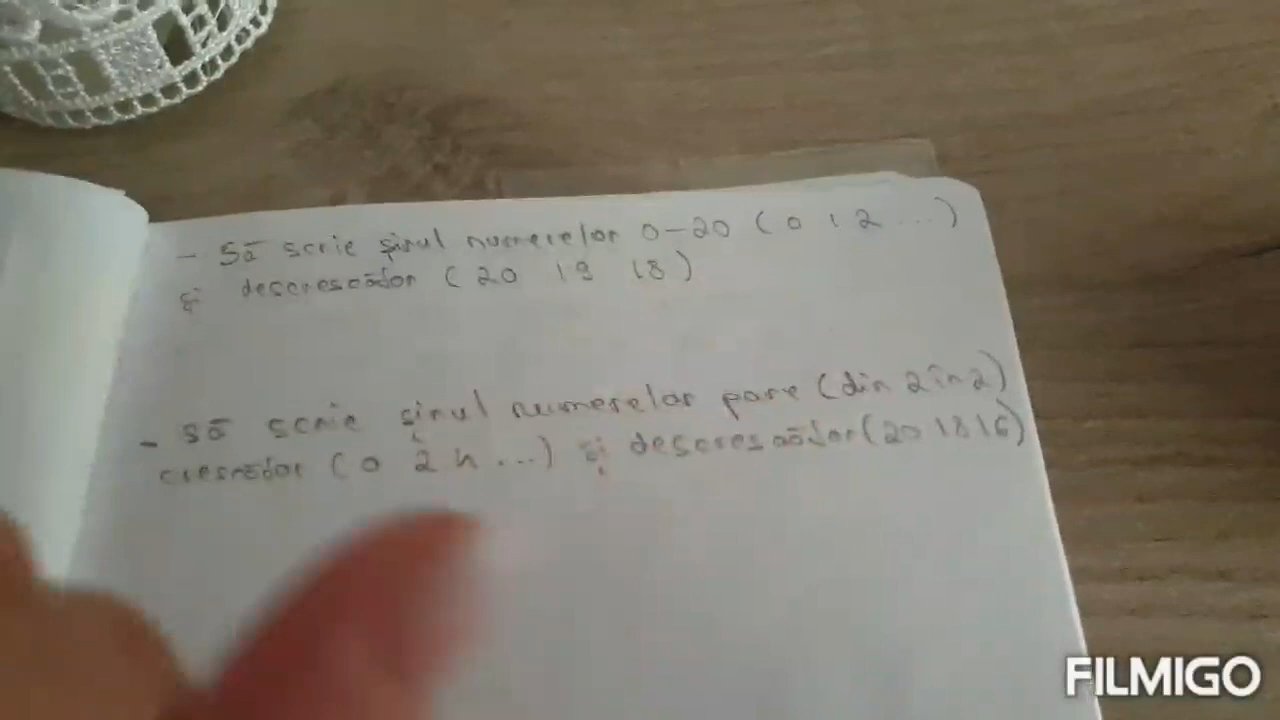 - Să scrie șirul numerelor 0-20 (0 1 2 ...)
și descrescător (20 19 18)
- să scrie șirul numerelor pare (din 2 în 2)
crescător (0 2 4 ...) și descrescător (20 18 16)
FILMIGO